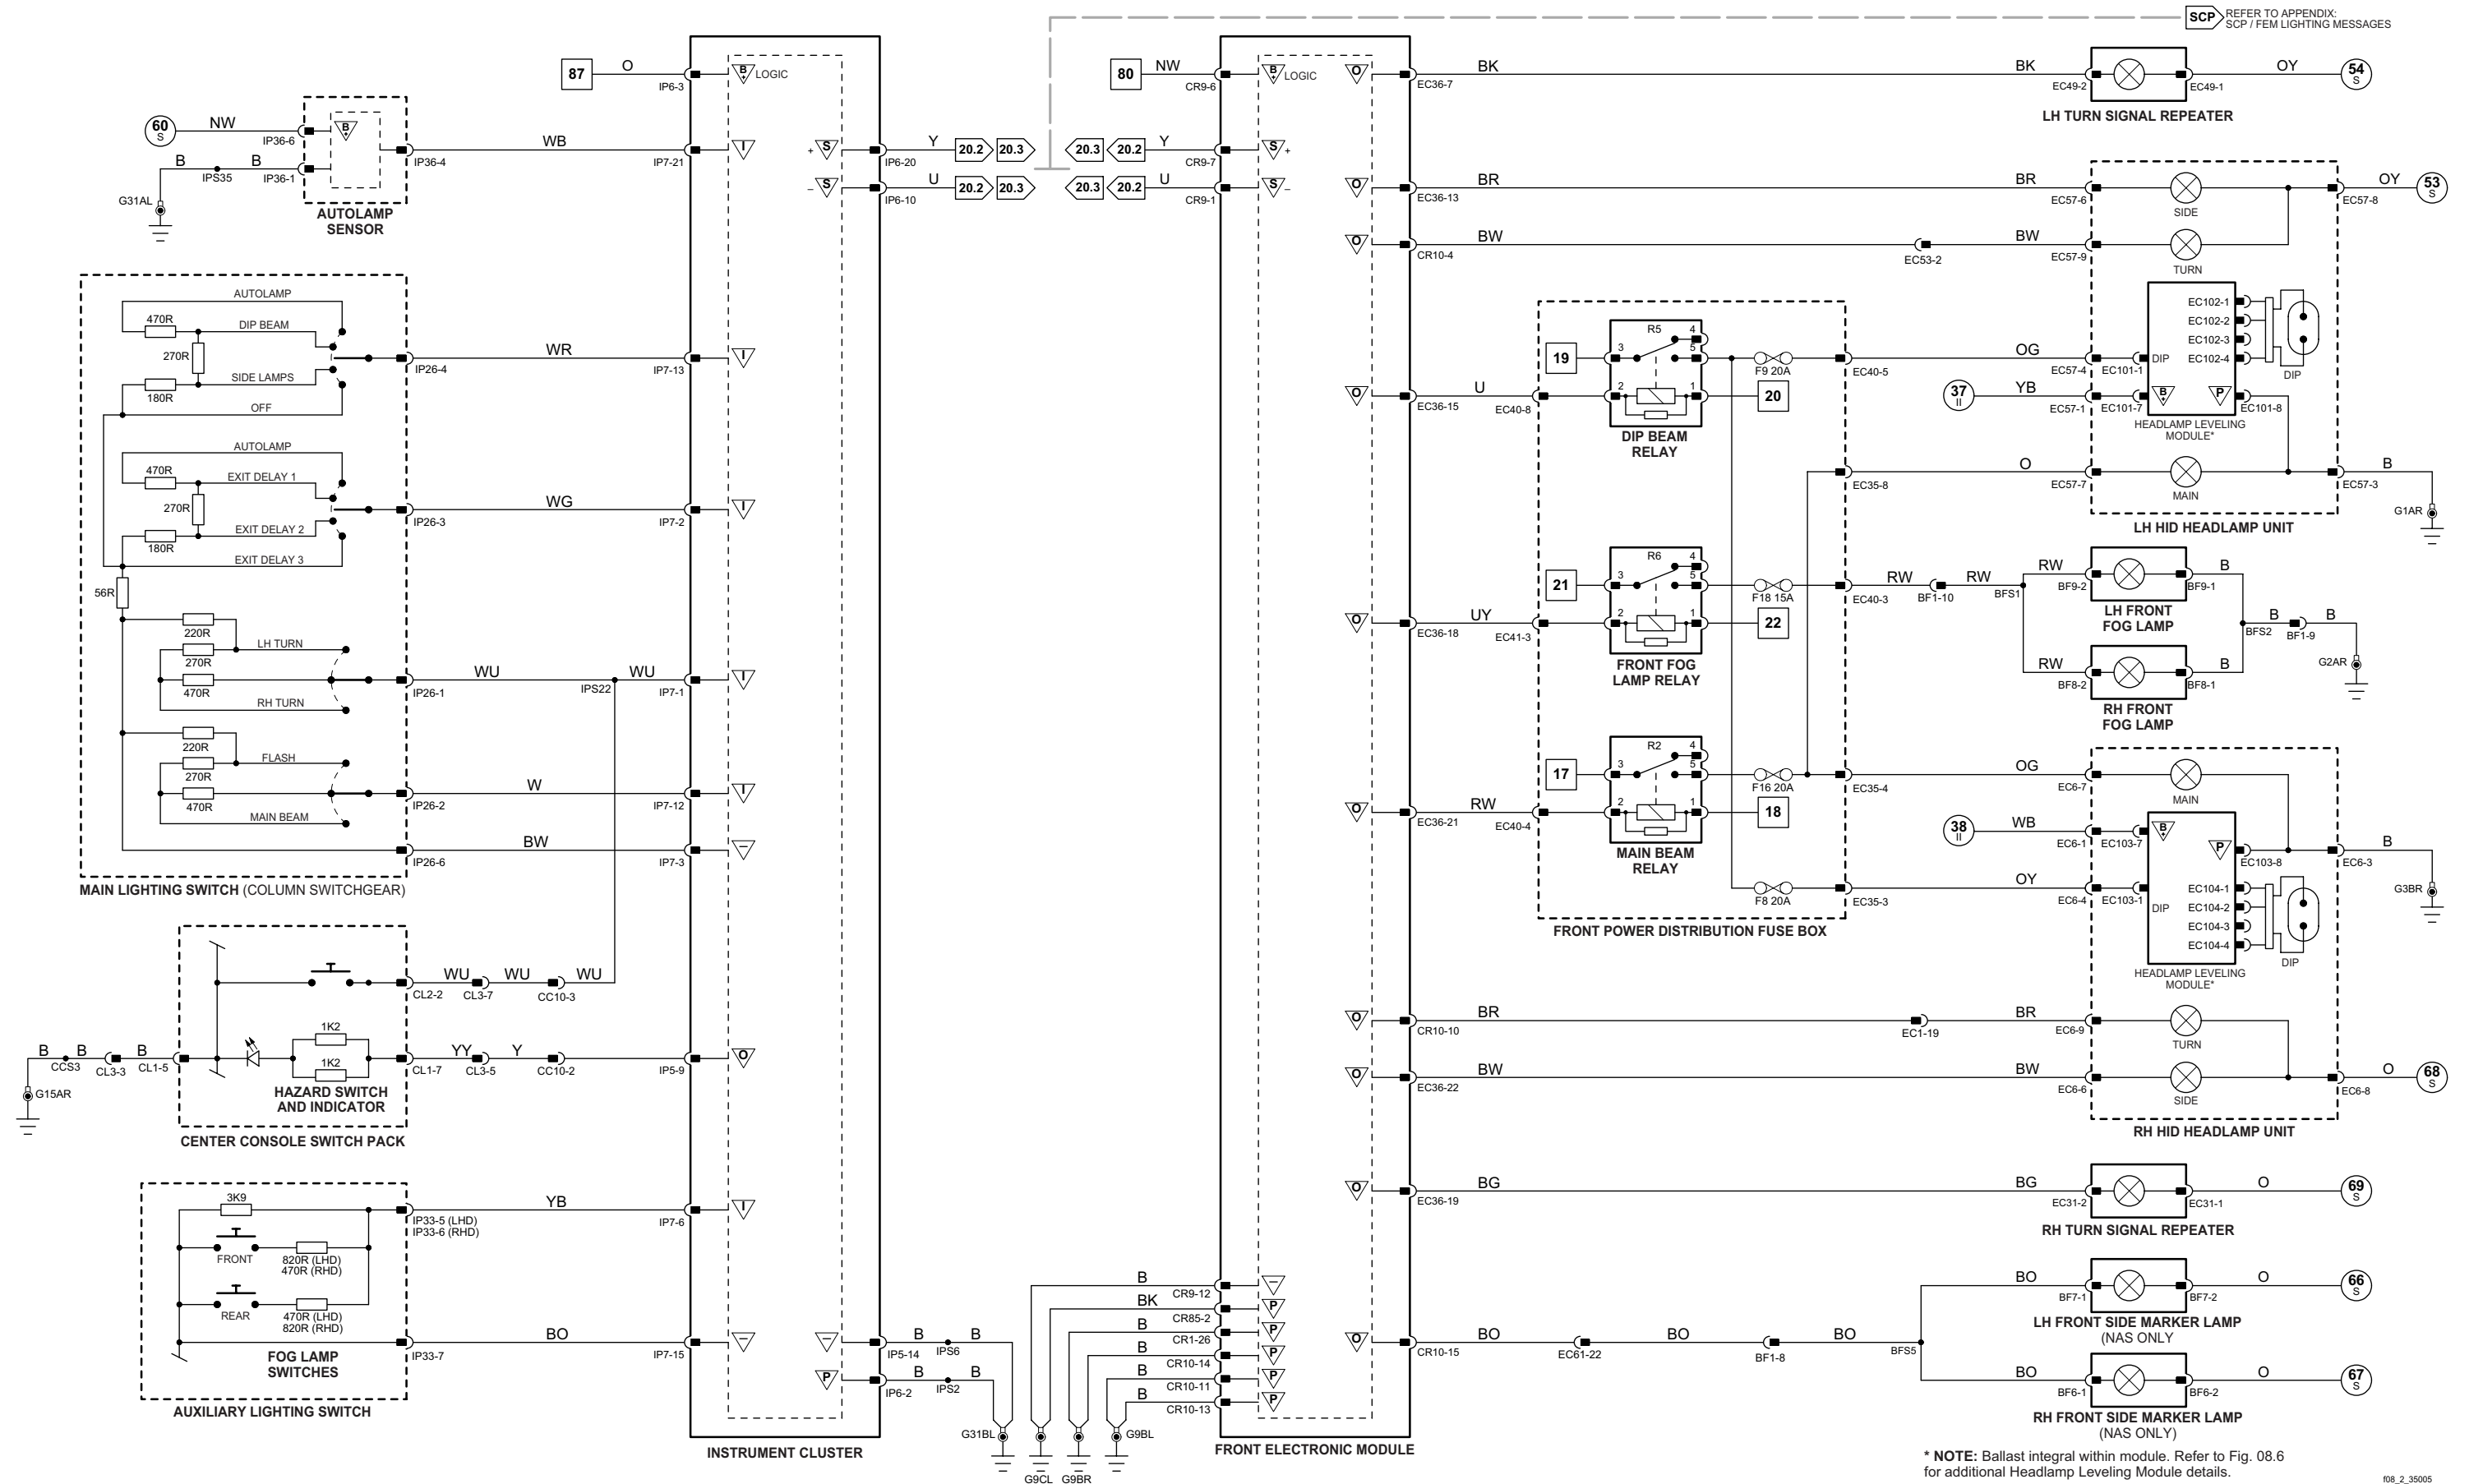 SCP
REFER TO APPENDIX:
SCP / FEM LIGHTING MESSAGES
87
O
IP6-3
B+
LOGIC
60
S
NW
IP36-6
B+
B
IPS35
B
IP36-1
G31AL
IP36-4
WB
IP7-21
I
AUTOLAMP
SENSOR
+ S
IP6-20
Y
20.2
20.3
– S
IP6-10
U
20.2
20.3
AUTOLAMP
470R
DIP BEAM
270R
SIDE LAMPS
180R
OFF
IP26-4
WR
IP7-13
I
AUTOLAMP
470R
EXIT DELAY 1
270R
EXIT DELAY 2
180R
EXIT DELAY 3
IP26-3
WG
IP7-2
I
56R
220R
LH TURN
270R
470R
RH TURN
IP26-1
WU
IPS22
WU
IP7-1
I
220R
FLASH
270R
470R
MAIN BEAM
IP26-2
W
IP7-12
I
IP26-6
BW
IP7-3
–
MAIN LIGHTING SWITCH (COLUMN SWITCHGEAR)
CL2-2
WU
CL3-7
WU
CC10-3
WU
B
CCS3
B
CL3-3
B
CL1-5
G15AR
1K2
1K2
CL1-7
YY
CL3-5
Y
CC10-2
IP5-9
O
HAZARD SWITCH
AND INDICATOR
CENTER CONSOLE SWITCH PACK
3K9
IP33-5 (LHD)
IP33-6 (RHD)
YB
IP7-6
I
FRONT
820R (LHD)
470R (RHD)
REAR
470R (LHD)
820R (RHD)
IP33-7
BO
IP7-15
–
FOG LAMP
SWITCHES
AUXILIARY LIGHTING SWITCH
–
IP5-14
B
IPS6
B
P
IP6-2
B
IPS2
B
G31BL
INSTRUMENT CLUSTER
80
NW
CR9-6
B+
LOGIC
20.3
20.2
Y
CR9-7
S +
20.3
20.2
U
CR9-1
S –
B
CR9-12
–
BK
CR85-2
P
B
CR1-26
P
B
CR10-14
P
B
CR10-11
P
B
CR10-13
P
G9CL
G9BR
G9BL
FRONT ELECTRONIC MODULE
O
EC36-7
BK
BK
EC49-2
EC49-1
OY
54
S
LH TURN SIGNAL REPEATER
O
EC36-13
BR
BR
EC57-6
SIDE
EC57-8
OY
53
S
O
CR10-4
BW
EC53-2
BW
EC57-9
TURN
O
EC36-15
U
EC40-8
19
R5
3
4
5
2
1
20
DIP BEAM
RELAY
F9 20A
EC40-5
OG
EC57-4
EC101-1
DIP
37
II
YB
EC57-1
EC101-7
B+
P
EC101-8
EC102-1
EC102-2
EC102-3
EC102-4
DIP
HEADLAMP LEVELING
MODULE*
EC35-8
O
EC57-7
MAIN
EC57-3
B
G1AR
LH HID HEADLAMP UNIT
O
EC36-18
UY
EC41-3
21
R6
3
4
5
2
1
22
FRONT FOG
LAMP RELAY
F18 15A
EC40-3
RW
BF1-10
RW
BFS1
RW
BF9-2
BF9-1
B
LH FRONT
FOG LAMP
RW
BF8-2
BF8-1
B
RH FRONT
FOG LAMP
BFS2
B
BF1-9
B
G2AR
O
EC36-21
RW
EC40-4
17
R2
3
4
5
2
1
18
MAIN BEAM
RELAY
F16 20A
EC35-4
OG
EC6-7
MAIN
38
II
WB
EC6-1
EC103-7
B+
P
EC103-8
EC6-3
B
G3BR
F8 20A
EC35-3
OY
EC6-4
EC103-1
DIP
EC104-1
EC104-2
EC104-3
EC104-4
DIP
HEADLAMP LEVELING
MODULE*
FRONT POWER DISTRIBUTION FUSE BOX
O
CR10-10
BR
EC1-19
BR
EC6-9
TURN
O
EC36-22
BW
BW
EC6-6
SIDE
EC6-8
O
68
S
RH HID HEADLAMP UNIT
O
EC36-19
BG
BG
EC31-2
EC31-1
O
69
S
RH TURN SIGNAL REPEATER
O
CR10-15
BO
EC61-22
BO
BF1-8
BO
BFS5
BO
BF7-1
BF7-2
O
66
S
LH FRONT SIDE MARKER LAMP
(NAS ONLY
BO
BF6-1
BF6-2
O
67
S
RH FRONT SIDE MARKER LAMP
(NAS ONLY)
* NOTE: Ballast integral within module. Refer to Fig. 08.6
for additional Headlamp Leveling Module details.
f08_2_35005